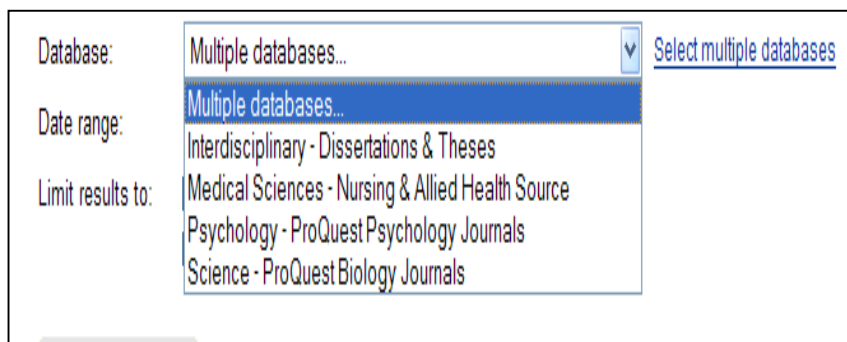 Database: Multiple databases... Select multiple databases
Multiple databases...
Date range:
Interdisciplinary - Dissertations & Theses
Limit results to: Medical Sciences - Nursing & Allied Health Source
Psychology - ProQuest Psychology Journals
Science - ProQuest Biology Journals